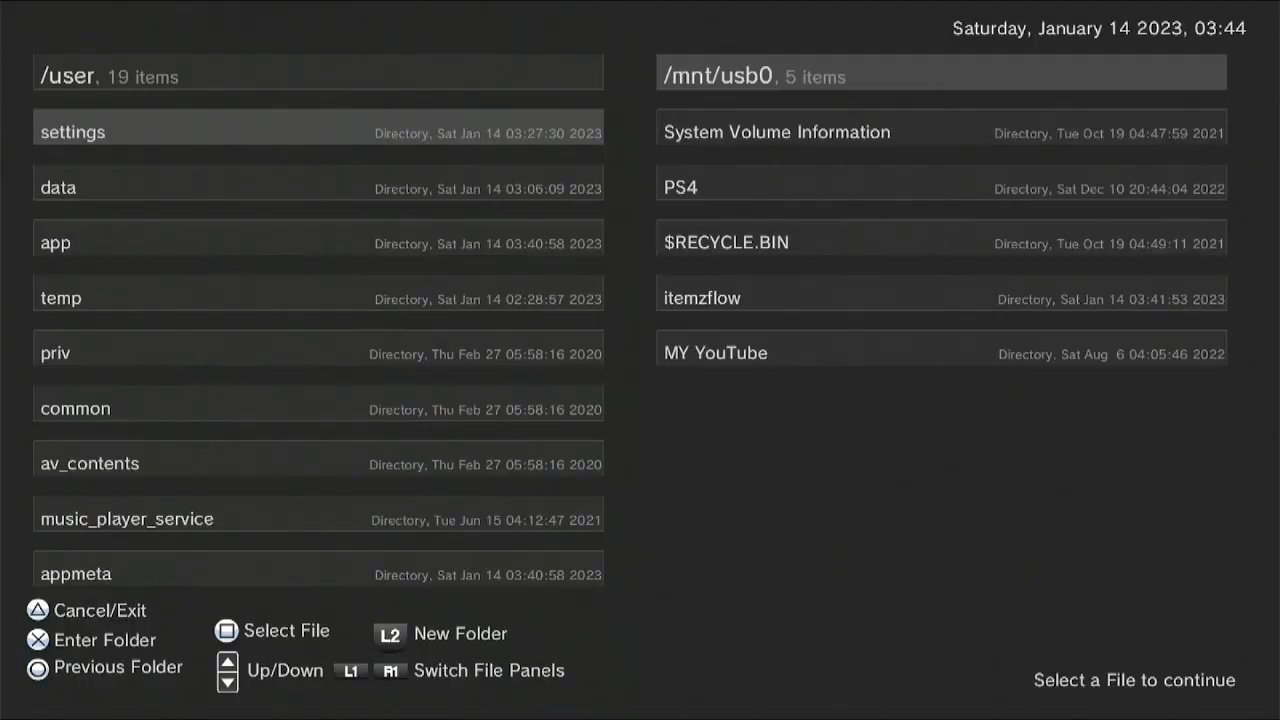 Saturday, January 14 2023, 03:44
/user, 19 items
settings Directory, Sat Jan 14 03:27:30 2023
data Directory, Sat Jan 14 03:06:09 2023
app Directory, Sat Jan 14 03:40:58 2023
temp Directory, Sat Jan 14 02:28:57 2023
priv Directory, Thu Feb 27 05:58:16 2020
common Directory, Thu Feb 27 05:58:16 2020
av_contents Directory, Thu Feb 27 05:58:16 2020
music_player_service Directory, Tue Jun 15 04:12:47 2021
appmeta Directory, Sat Jan 14 03:40:58 2023
/mnt/usb0, 5 items
System Volume Information Directory, Tue Oct 19 04:47:59 2021
PS4 Directory, Sat Dec 10 20:44:04 2022
$RECYCLE.BIN Directory, Tue Oct 19 04:49:11 2021
itemzflow Directory, Sat Jan 14 03:41:53 2023
MY YouTube Directory, Sat Aug 6 04:05:46 2022
Cancel/Exit
Enter Folder
Previous Folder
Select File
Up/Down
L2 New Folder
L1 R1 Switch File Panels
Select a File to continue